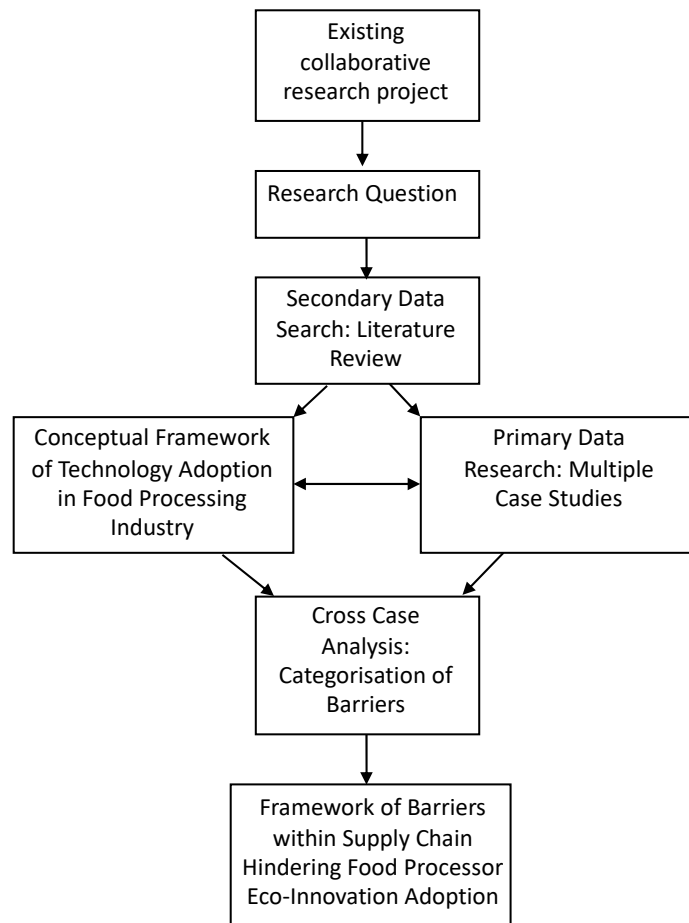 Existing
collaborative
research project
Research Question
Secondary Data
Search: Literature
Review
Conceptual Framework
of Technology Adoption
in Food Processing
Industry
Primary Data
Research: Multiple
Case Studies
Cross Case
Analysis:
Categorisation of
Barriers
Framework of Barriers
within Supply Chain
Hindering Food Processor
Eco-Innovation Adoption